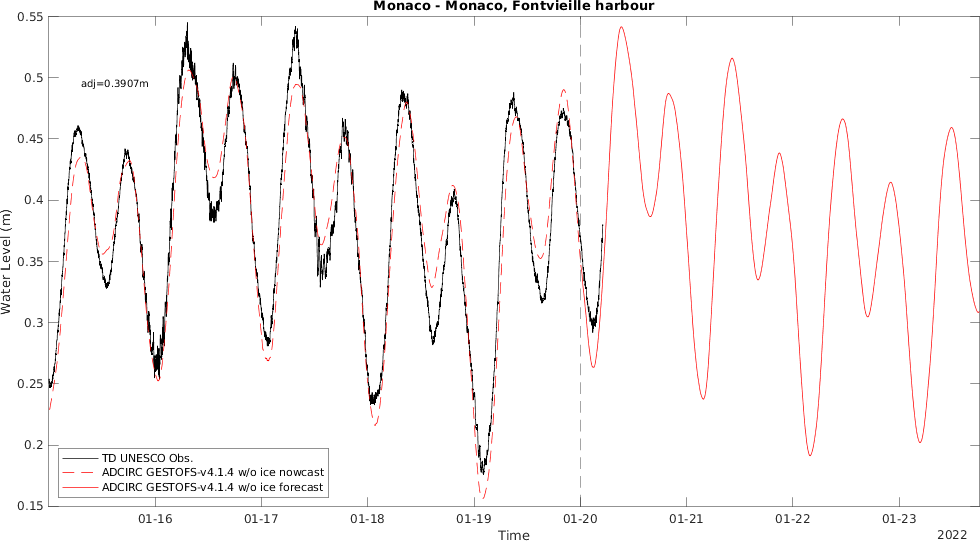 Monaco - Monaco, Fontvieille harbour
0.55
0.5
0.45
0.4
0.35
0.3
0.25
0.2
0.15
Water Level (m)
adj=0.3907m
TD UNESCO Obs.
ADCIRC GESTOFS-v4.1.4 w/o ice nowcast
ADCIRC GESTOFS-v4.1.4 w/o ice forecast
01-16 01-17 01-18 01-19 01-20 01-21 01-22 01-23
Time
2022